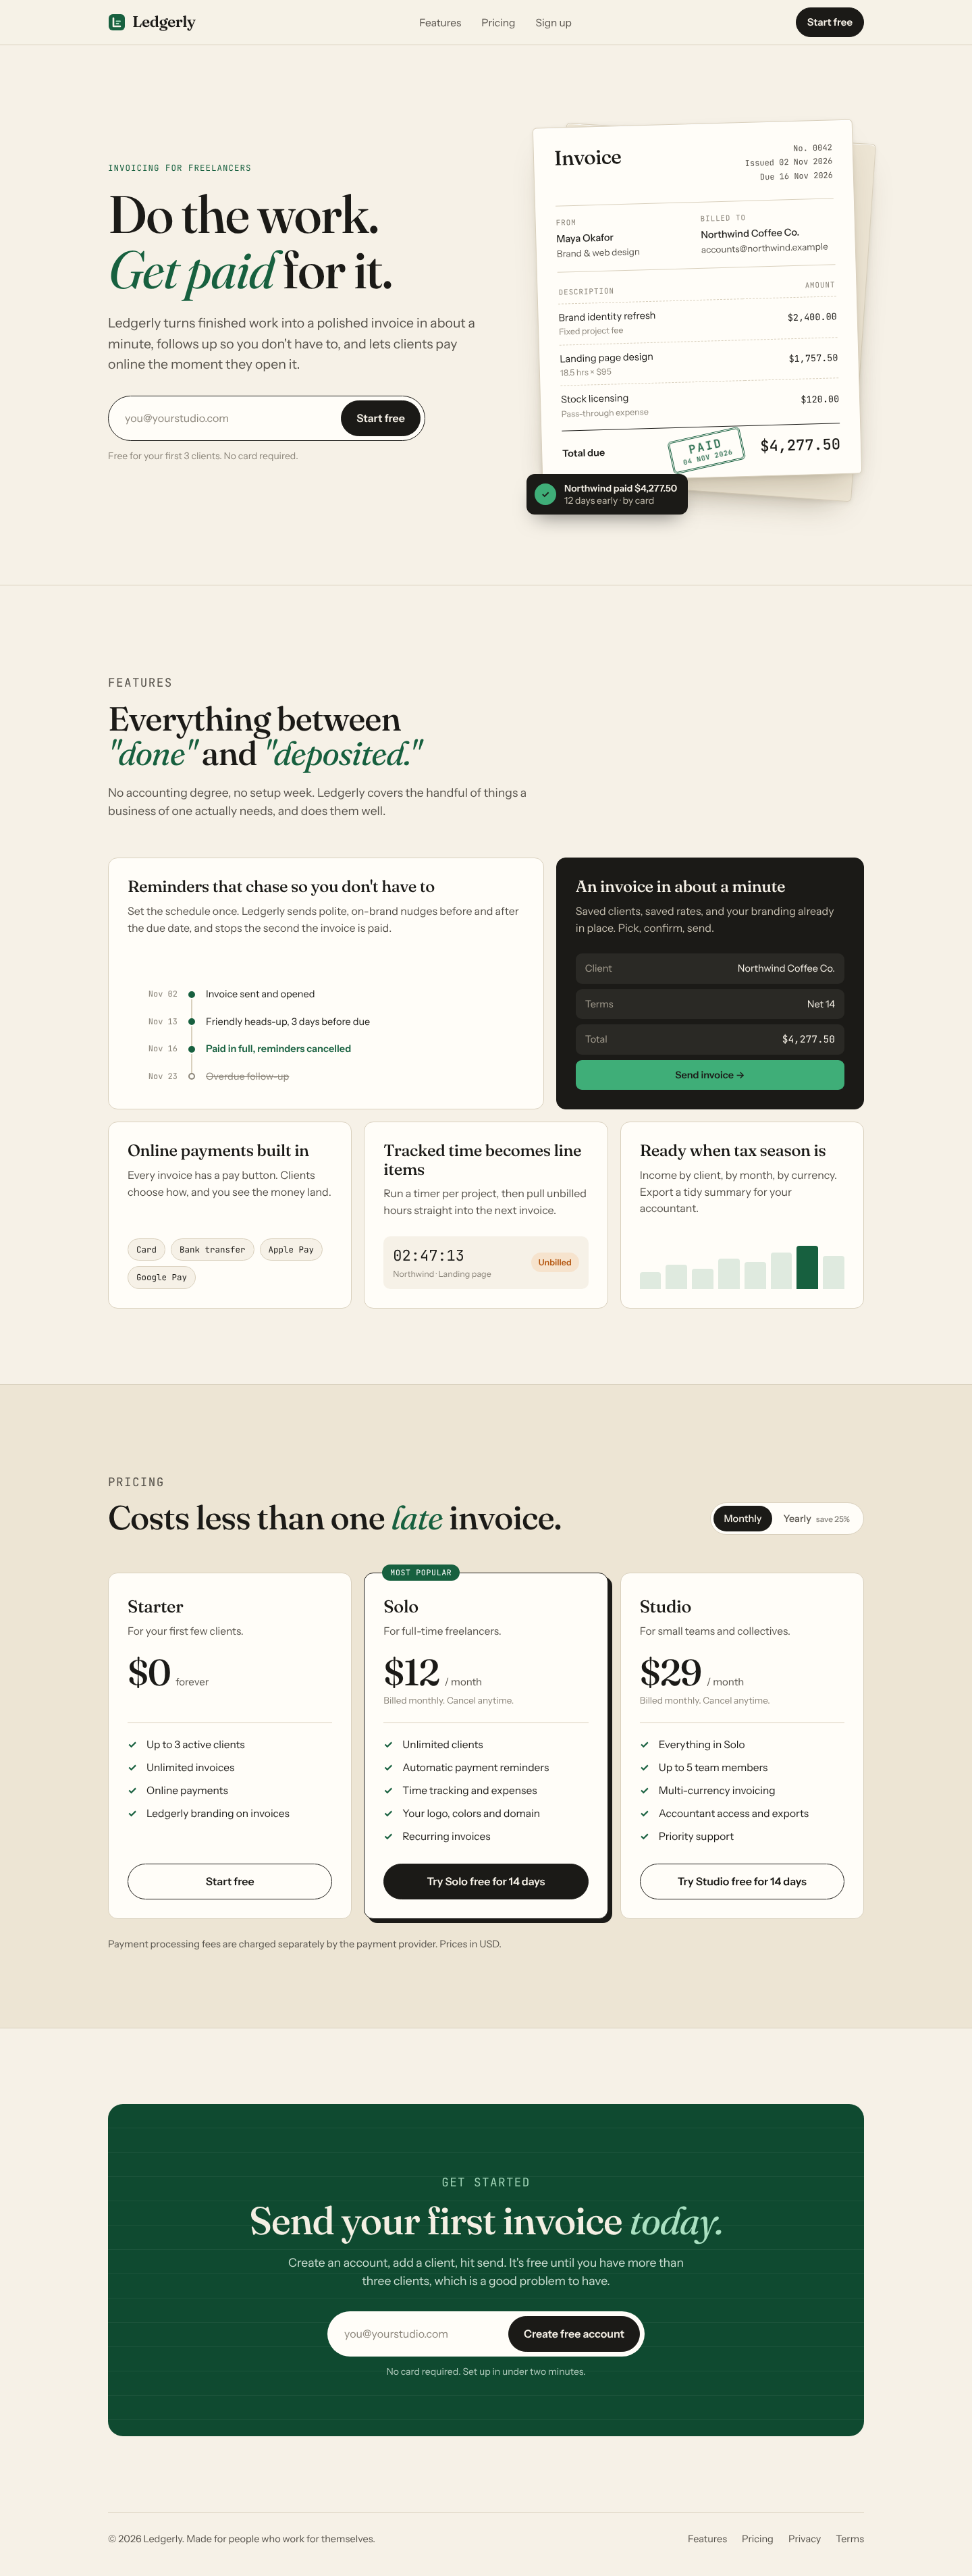 Ledgerly
Features
Pricing
Sign up
Start free
INVOICING FOR FREELANCERS
Do the work.
Get paid for it.
Ledgerly turns finished work into a polished invoice in about a
minute, follows up so you don't have to, and lets clients pay
online the moment they open it.
you@yourstudio.com
Start free
Free for your first 3 clients. No card required.
Invoice
No. 0042
Issued 02 Nov 2026
Due 16 Nov 2026
FROM
Maya Okafor
Brand & web design
BILLED TO
Northwind Coffee Co.
accounts@northwind.example
DESCRIPTION
AMOUNT
Brand identity refresh
Fixed project fee
$2,400.00
Landing page design
18.5 hrs × $95
$1,757.50
Stock licensing
Pass-through expense
$120.00
Total due
PAID
04 NOV 2026
$4,277.50
Northwind paid $4,277.50
12 days early · by card
FEATURES
Everything between
"done" and "deposited."
No accounting degree, no setup week. Ledgerly covers the handful of things a
business of one actually needs, and does them well.
Reminders that chase so you don't have to
Set the schedule once. Ledgerly sends polite, on-brand nudges before and after
the due date, and stops the second the invoice is paid.
Nov 02 Invoice sent and opened
Nov 13 Friendly heads-up, 3 days before due
Nov 16 Paid in full, reminders cancelled
Nov 23 Overdue follow-up
An invoice in about a minute
Saved clients, saved rates, and your branding already
in place. Pick, confirm, send.
Client Northwind Coffee Co.
Terms Net 14
Total $4,277.50
Send invoice →
Online payments built in
Every invoice has a pay button. Clients
choose how, and you see the money land.
Card
Bank transfer
Apple Pay
Google Pay
Tracked time becomes line
items
Run a timer per project, then pull unbilled
hours straight into the next invoice.
02:47:13
Northwind · Landing page
Unbilled
Ready when tax season is
Income by client, by month, by currency.
Export a tidy summary for your
accountant.
PRICING
Costs less than one late invoice.
Monthly
Yearly save 25%
Starter
For your first few clients.
$0 forever
Up to 3 active clients
Unlimited invoices
Online payments
Ledgerly branding on invoices
Start free
MOST POPULAR
Solo
For full-time freelancers.
$12 / month
Billed monthly. Cancel anytime.
Unlimited clients
Automatic payment reminders
Time tracking and expenses
Your logo, colors and domain
Recurring invoices
Try Solo free for 14 days
Studio
For small teams and collectives.
$29 / month
Billed monthly. Cancel anytime.
Everything in Solo
Up to 5 team members
Multi-currency invoicing
Accountant access and exports
Priority support
Try Studio free for 14 days
Payment processing fees are charged separately by the payment provider. Prices in USD.
GET STARTED
Send your first invoice today.
Create an account, add a client, hit send. It's free until you have more than
three clients, which is a good problem to have.
you@yourstudio.com
Create free account
No card required. Set up in under two minutes.
© 2026 Ledgerly. Made for people who work for themselves.
Features
Pricing
Privacy
Terms